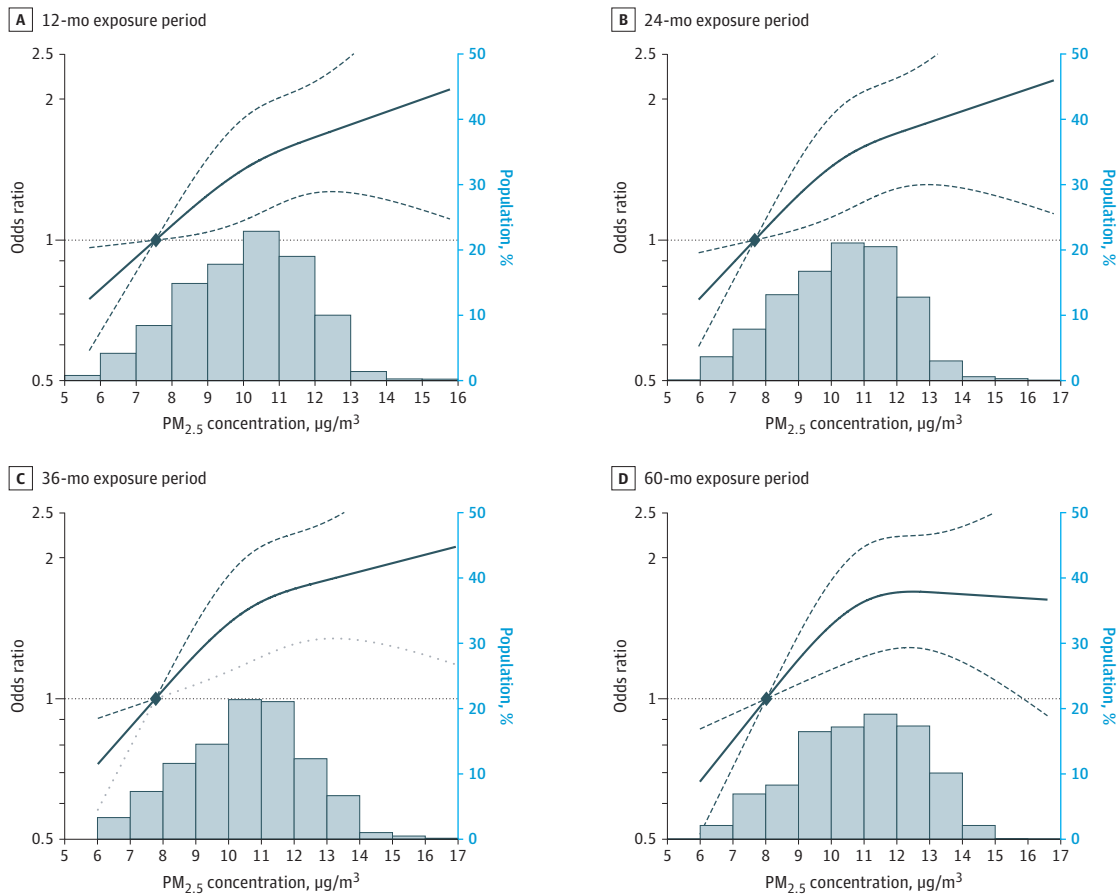 A 12-mo exposure period
2.5
2
1
0.5
Odds ratio
50
40
30
20
10
0
Population, %
5 6 7 8 9 10 11 12 13 14 15 16
PM2.5 concentration, µg/m3
B 24-mo exposure period
2.5
2
1
0.5
Odds ratio
50
40
30
20
10
0
Population, %
5 6 7 8 9 10 11 12 13 14 15 16 17
PM2.5 concentration, µg/m3
C 36-mo exposure period
2.5
2
1
0.5
Odds ratio
50
40
30
20
10
0
Population, %
5 6 7 8 9 10 11 12 13 14 15 16 17
PM2.5 concentration, µg/m3
D 60-mo exposure period
2.5
2
1
0.5
Odds ratio
50
40
30
20
10
0
Population, %
5 6 7 8 9 10 11 12 13 14 15 16 17
PM2.5 concentration, µg/m3